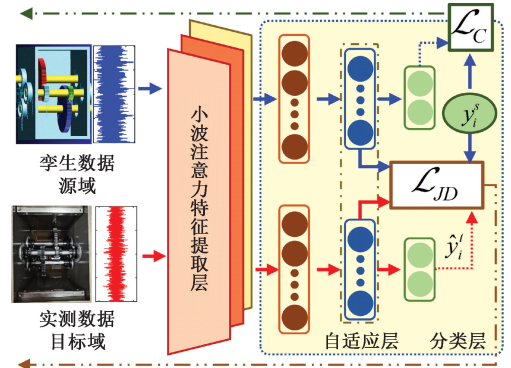 𝓛_C
孪生数据
源域
小波注意力特征提取层
y_i^s
𝓛_JD
ŷ_i^l
实测数据
目标域
自适应层
分类层